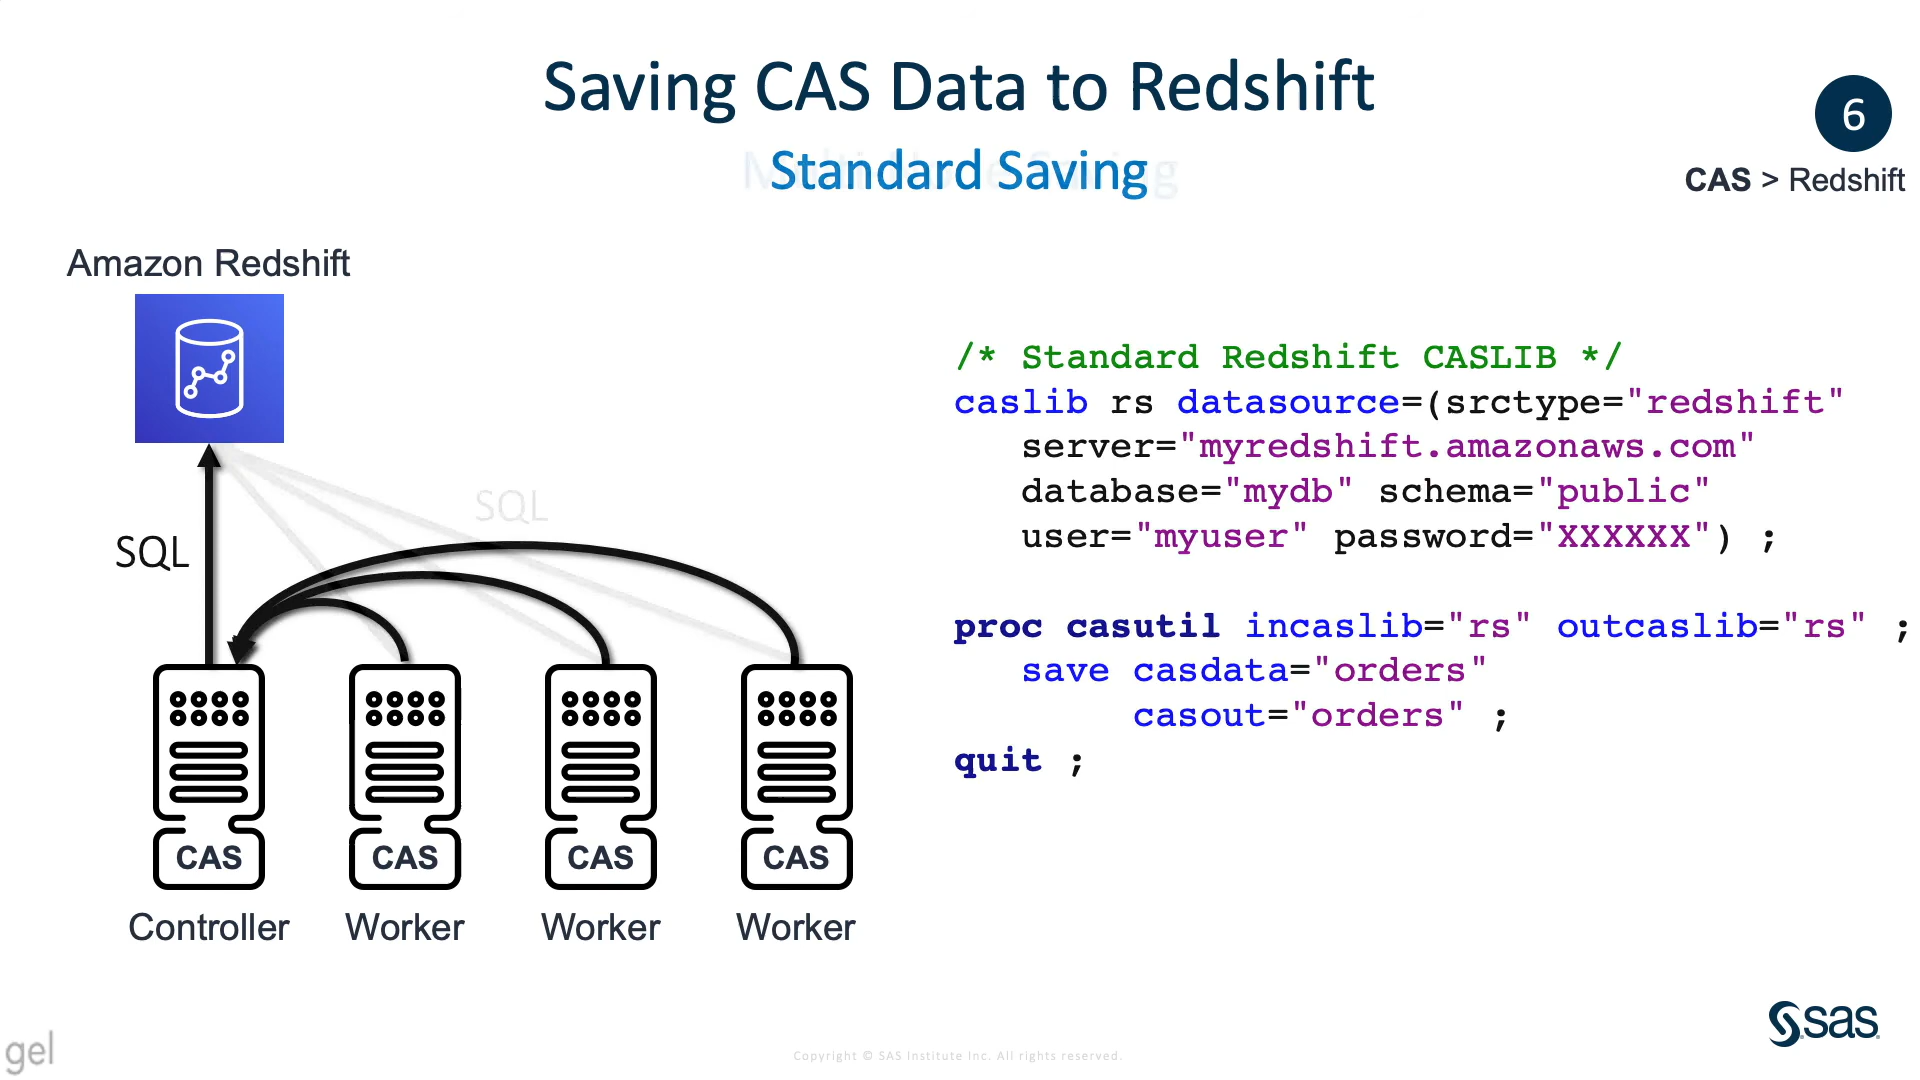 Saving CAS Data to Redshift
Standard Saving
6
CAS > Redshift
Amazon Redshift
SQL
SQL
/* Standard Redshift CASLIB */
caslib rs datasource=(srctype="redshift"
server="myredshift.amazonaws.com"
database="mydb" schema="public"
user="myuser" password="XXXXXX") ;
proc casutil incaslib="rs" outcaslib="rs" ;
save casdata="orders"
casout="orders" ;
quit ;
CAS CAS CAS CAS
Controller Worker Worker Worker
gel
Copyright © SAS Institute Inc. All rights reserved.
sas